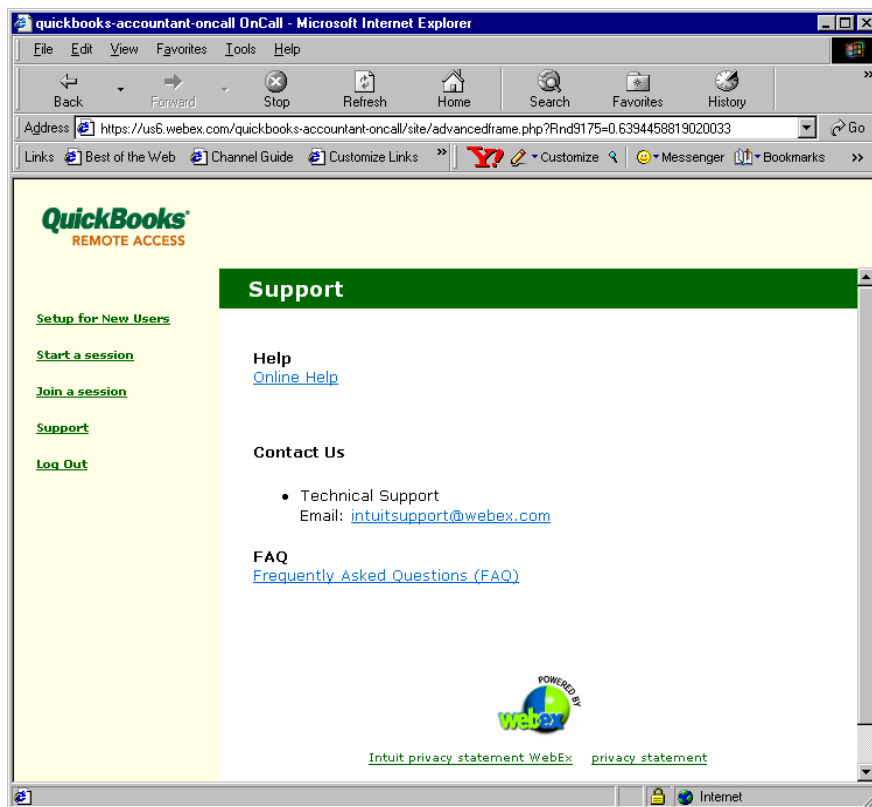 quickbooks-accountant-oncall OnCall - Microsoft Internet Explorer
File Edit View Favorites Tools Help
Back Forward Stop Refresh Home Search Favorites History »
Address https://us6.webex.com/quickbooks-accountant-oncall/site/advancedframe.php?Rnd9175=0.6394458819020033 Go
Links Best of the Web Channel Guide Customize Links » Y! Customize Messenger Bookmarks »
QuickBooks
REMOTE ACCESS
Support
Setup for New Users
Start a session
Join a session
Support
Log Out
Help
Online Help
Contact Us
• Technical Support
Email: intuitsupport@webex.com
FAQ
Frequently Asked Questions (FAQ)
POWERED BY
webex
Intuit privacy statement WebEx privacy statement
Internet